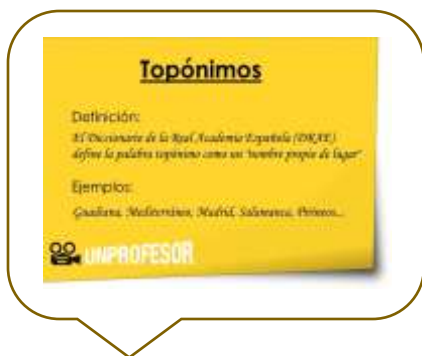 Topónimos
Definición:
El Diccionario de la Real Academia Española (DRAE)
define la palabra topónimo como un "nombre propio de lugar"
Ejemplos:
Guadiana, Mediterráneo, Madrid, Salamanca, Pirineos...
UNPROFESOR